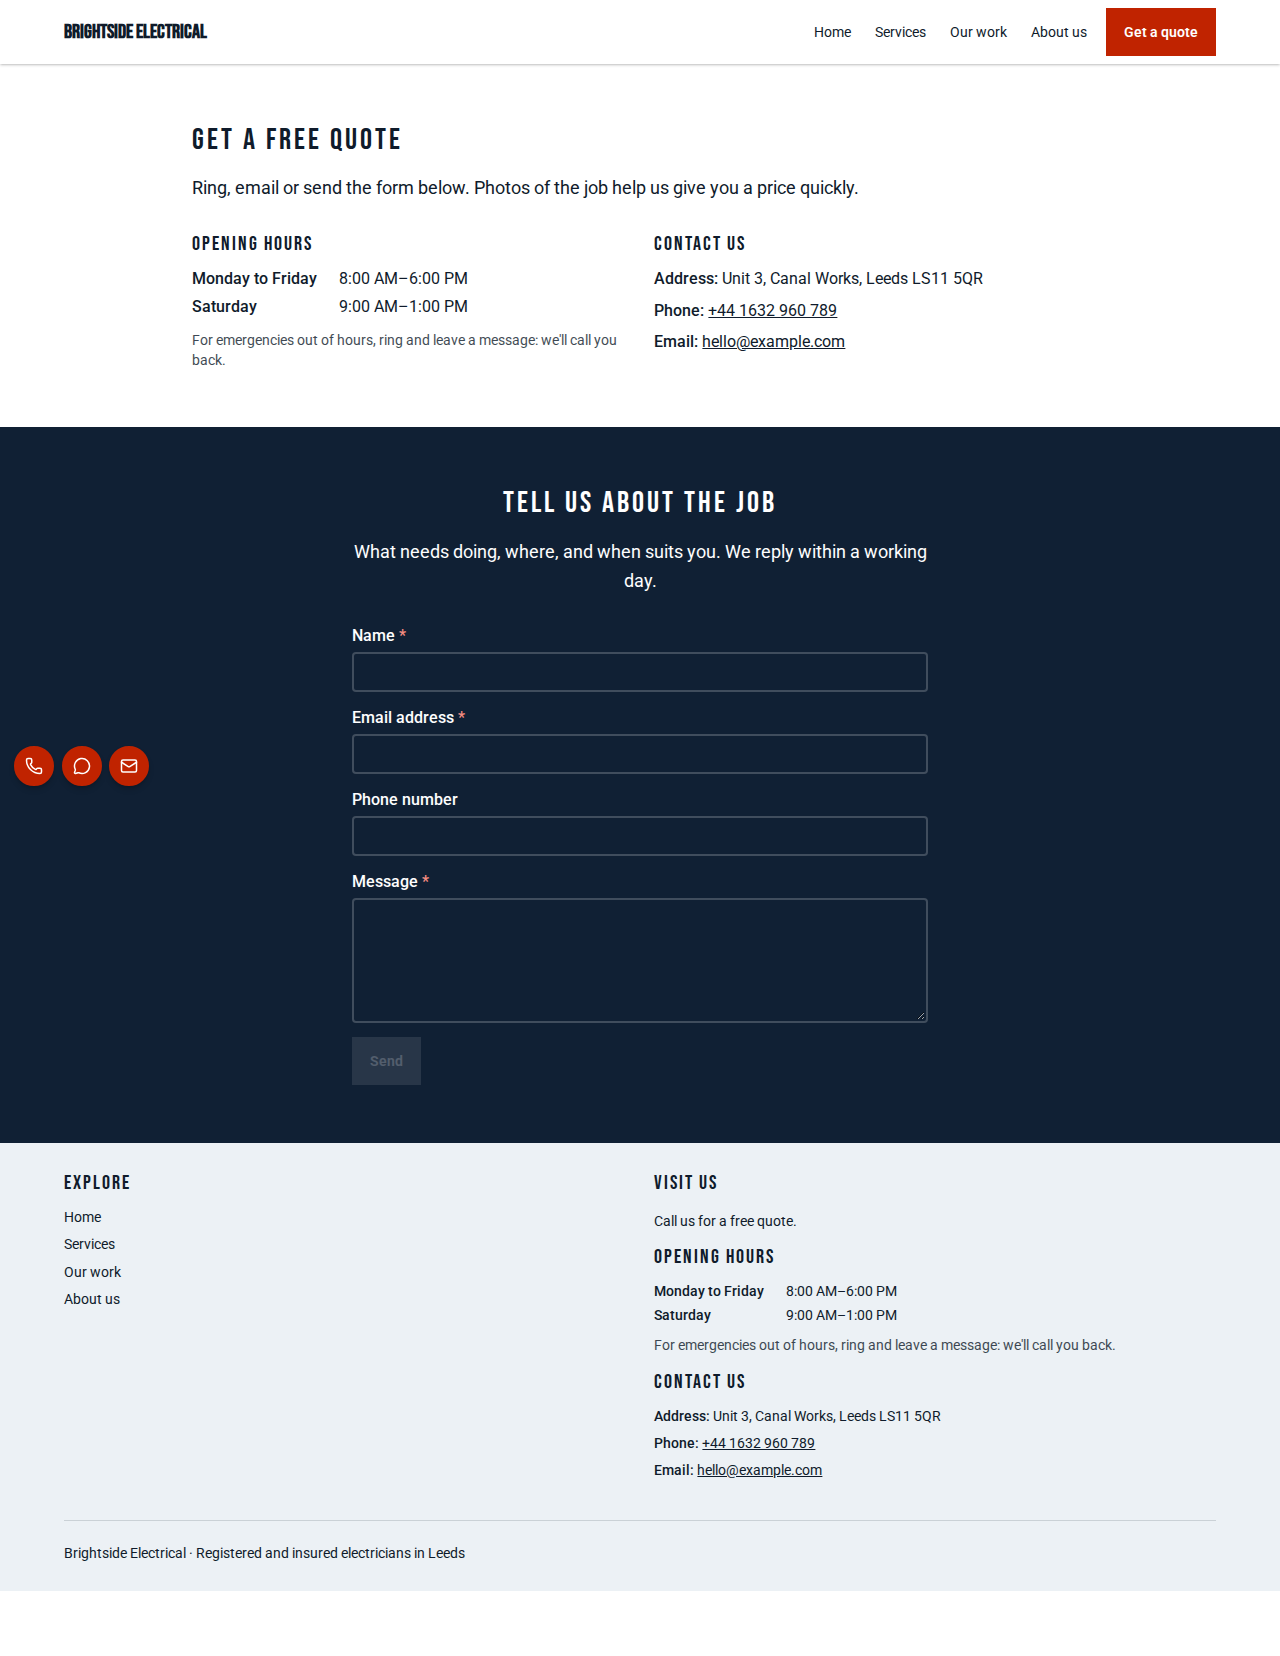 BRIGHTSIDE ELECTRICAL
Home Services Our work About us Get a quote
GET A FREE QUOTE
Ring, email or send the form below. Photos of the job help us give you a price quickly.
OPENING HOURS
Monday to Friday 8:00 AM–6:00 PM
Saturday 9:00 AM–1:00 PM
For emergencies out of hours, ring and leave a message: we'll call you
back.
CONTACT US
Address: Unit 3, Canal Works, Leeds LS11 5QR
Phone: +44 1632 960 789
Email: hello@example.com
TELL US ABOUT THE JOB
What needs doing, where, and when suits you. We reply within a working
day.
Name *
Email address *
Phone number
Message *
Send
EXPLORE
Home
Services
Our work
About us
VISIT US
Call us for a free quote.
OPENING HOURS
Monday to Friday 8:00 AM–6:00 PM
Saturday 9:00 AM–1:00 PM
For emergencies out of hours, ring and leave a message: we'll call you back.
CONTACT US
Address: Unit 3, Canal Works, Leeds LS11 5QR
Phone: +44 1632 960 789
Email: hello@example.com
Brightside Electrical · Registered and insured electricians in Leeds